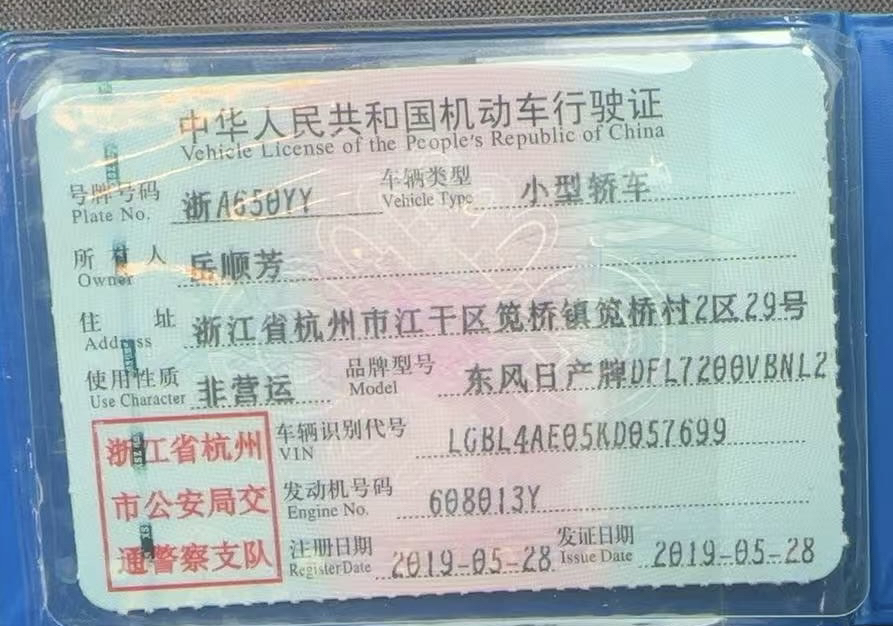 中华人民共和国机动车行驶证
Vehicle License of the People's Republic of China
号牌号码 浙A650YY 车辆类型 小型轿车
Plate No. Vehicle Type
所有人 岳顺芳
Owner
住址 浙江省杭州市江干区笕桥镇笕桥村2区29号
Address
使用性质 非营运 品牌型号 东风日产牌DFL7200VBNL2
Use Character Model
浙江省杭州
市公安局交
通警察支队
车辆识别代号 LGBL4AE05KD057699
VIN
发动机号码 608013Y
Engine No.
注册日期 2019-05-28 发证日期 2019-05-28
Register Date Issue Date